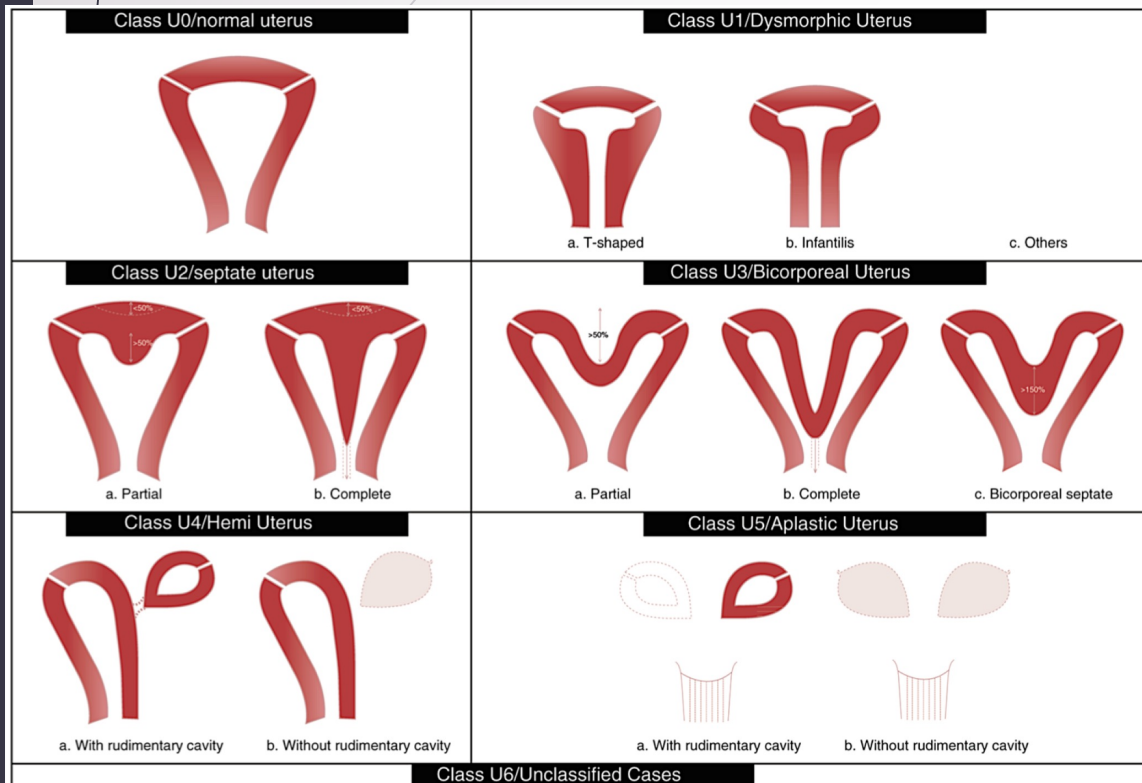 Class U0/normal uterus
Class U1/Dysmorphic Uterus
a. T-shaped
b. Infantilis
c. Others
Class U2/septate uterus
<50%
>50%
<50%
a. Partial
b. Complete
Class U3/Bicorporeal Uterus
>50%
>150%
a. Partial
b. Complete
c. Bicorporeal septate
Class U4/Hemi Uterus
a. With rudimentary cavity
b. Without rudimentary cavity
Class U5/Aplastic Uterus
a. With rudimentary cavity
b. Without rudimentary cavity
Class U6/Unclassified Cases